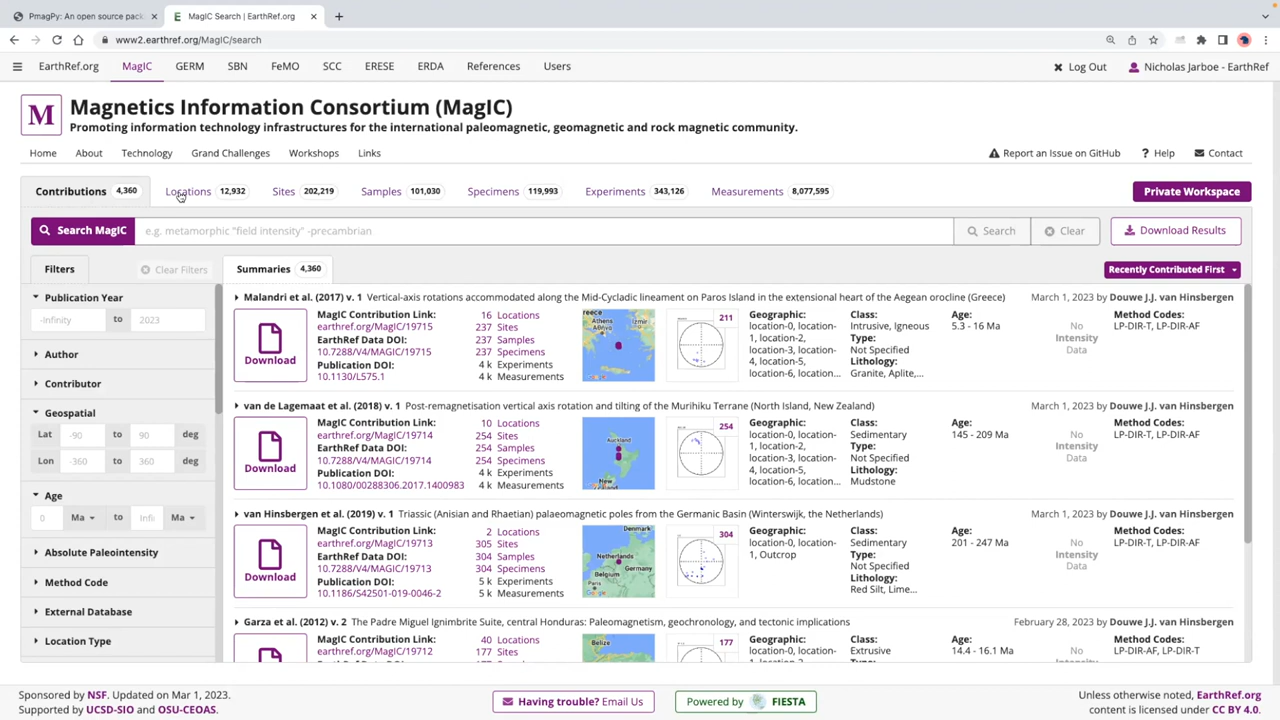 PmagPy: An open source pack
MagIC Search | EarthRef.org
www2.earthref.org/MagIC/search
EarthRef.org MagIC GERM SBN FeMO SCC ERESE ERDA References Users
Log Out Nicholas Jarboe - EarthRef
M
Magnetics Information Consortium (MagIC)
Promoting information technology infrastructures for the international paleomagnetic, geomagnetic and rock magnetic community.
Home About Technology Grand Challenges Workshops Links
Report an Issue on GitHub ? Help Contact
Contributions 4,360 Locations 12,932 Sites 202,219 Samples 101,030 Specimens 119,993 Experiments 343,126 Measurements 8,077,595
Private Workspace
Search MagIC e.g. metamorphic "field intensity" -precambrian Search Clear Download Results
Filters Clear Filters
Summaries 4,360 Recently Contributed First
Publication Year
-Infinity to 2023
Author
Contributor
Geospatial
Lat -90 to 90 deg
Lon -360 to 360 deg
Age
0 Ma to Infi Ma
Absolute Paleointensity
Method Code
External Database
Location Type
Malandri et al. (2017) v. 1 Vertical-axis rotations accommodated along the Mid-Cycladic lineament on Paros Island in the extensional heart of the Aegean orocline (Greece) March 1, 2023 by Douwe J.J. van Hinsbergen
Download
MagIC Contribution Link:
earthref.org/MagIC/19715
EarthRef Data DOI:
10.7288/V4/MAGIC/19715
Publication DOI:
10.1130/L575.1
16 Locations
237 Sites
237 Samples
237 Specimens
4 k Experiments
4 k Measurements
reece
Athens
Αθήνα
211
Geographic:
location-0, location-
1, location-2,
location-3, location-
4, location-5,
location-6, location...
Class:
Intrusive, Igneous
Type:
Not Specified
Lithology:
Granite, Aplite,...
Age:
5.3 - 16 Ma
No
Intensity
Data
Method Codes:
LP-DIR-T, LP-DIR-AF
van de Lagemaat et al. (2018) v. 1 Post-remagnetisation vertical axis rotation and tilting of the Murihiku Terrane (North Island, New Zealand) March 1, 2023 by Douwe J.J. van Hinsbergen
Download
MagIC Contribution Link:
earthref.org/MagIC/19714
EarthRef Data DOI:
10.7288/V4/MAGIC/19714
Publication DOI:
10.1080/00288306.2017.1400983
10 Locations
254 Sites
254 Samples
254 Specimens
4 k Experiments
4 k Measurements
Auckland
New
254
Geographic:
location-0, location-
1, location-2,
location-3, location-
4, location-5,
location-6, locatio...
Class:
Sedimentary
Type:
Not Specified
Lithology:
Mudstone
Age:
145 - 209 Ma
No
Intensity
Data
Method Codes:
LP-DIR-T, LP-DIR-AF
van Hinsbergen et al. (2019) v. 1 Triassic (Anisian and Rhaetian) palaeomagnetic poles from the Germanic Basin (Winterswijk, the Netherlands) March 1, 2023 by Douwe J.J. van Hinsbergen
Download
MagIC Contribution Link:
earthref.org/MagIC/19713
EarthRef Data DOI:
10.7288/V4/MAGIC/19713
Publication DOI:
10.1186/S42501-019-0046-2
2 Locations
305 Sites
304 Samples
304 Specimens
5 k Experiments
5 k Measurements
Denmark
Netherlands
Germany
Belgium
Paris
304
Geographic:
location-0, location-
1, Outcrop
Class:
Sedimentary
Type:
Not Specified
Lithology:
Red Silt, Lime...
Age:
201 - 247 Ma
No
Intensity
Data
Method Codes:
LP-DIR-T, LP-DIR-AF
Garza et al. (2012) v. 2 The Padre Miguel Ignimbrite Suite, central Honduras: Paleomagnetism, geochronology, and tectonic implications February 28, 2023 by Douwe J.J. van Hinsbergen
MagIC Contribution Link:
earthref.org/MagIC/19712
40 Locations
177 Sites
Belize
177
Geographic:
location-0, location-
Class:
Extrusive
Age:
14.4 - 16.1 Ma
No
Method Codes:
LP-DIR-AF, LP-DIR-T
Sponsored by NSF. Updated on Mar 1, 2023.
Supported by UCSD-SIO and OSU-CEOAS.
Having trouble? Email Us
Powered by FIESTA
Unless otherwise noted, EarthRef.org
content is licensed under CC BY 4.0.